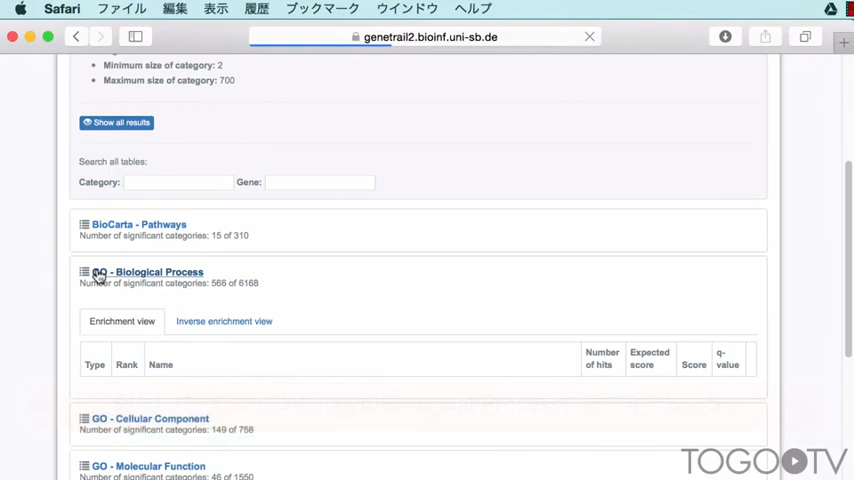 Safari ファイル 編集 表示 履歴 ブックマーク ウインドウ ヘルプ
genetrail2.bioinf.uni-sb.de
• Minimum size of category: 2
• Maximum size of category: 700
Show all results
Search all tables:
Category: Gene:
BioCarta - Pathways
Number of significant categories: 15 of 310
GO - Biological Process
Number of significant categories: 566 of 6168
Enrichment view Inverse enrichment view
Type Rank Name Number of hits Expected score Score q-value
GO - Cellular Component
Number of significant categories: 149 of 758
GO - Molecular Function
Number of significant categories: 46 of 1550
TOGOTV